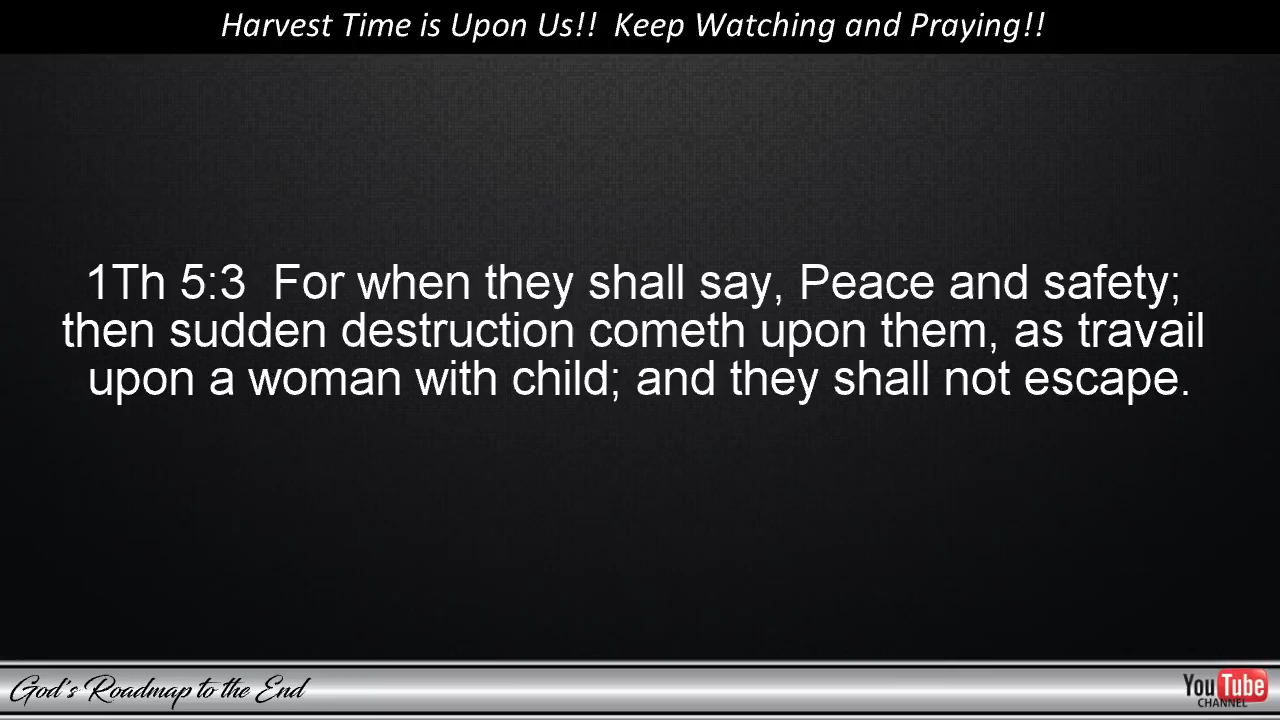 Harvest Time is Upon Us!!  Keep Watching and Praying!!
1Th 5:3  For when they shall say, Peace and safety;
then sudden destruction cometh upon them, as travail
upon a woman with child; and they shall not escape.
God's Roadmap to the End
YouTube
CHANNEL